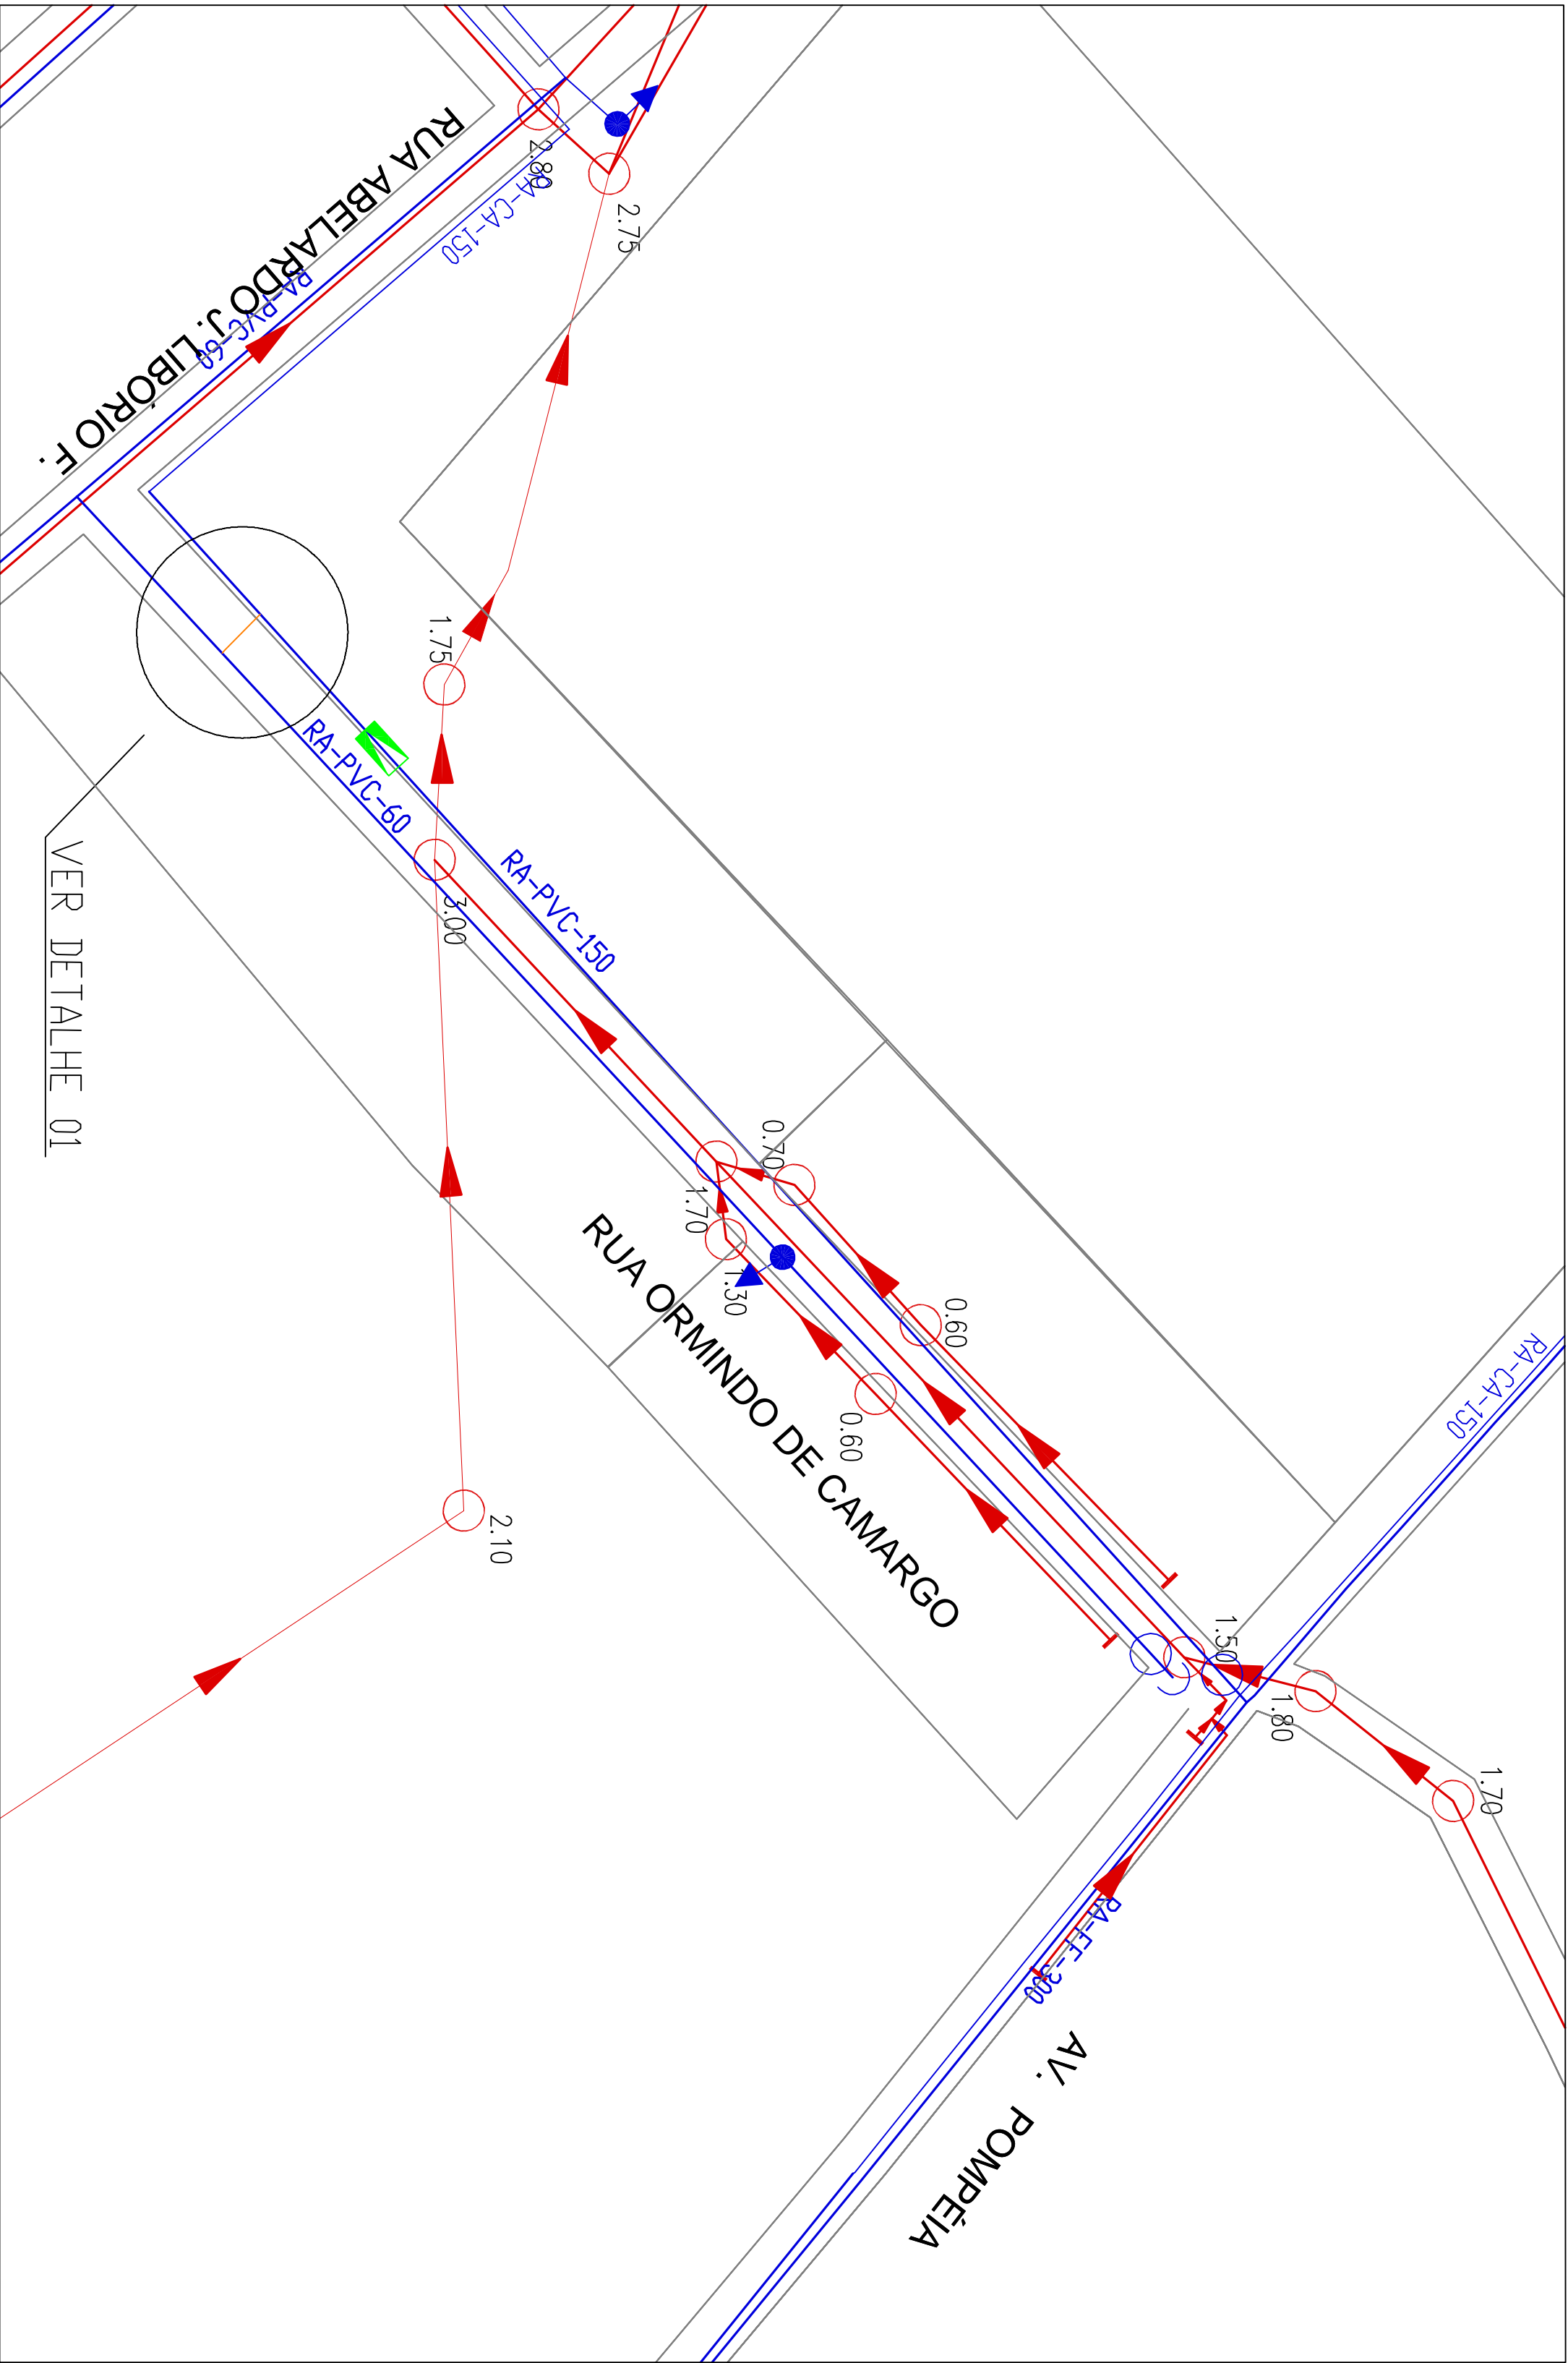 RUA ABELARDO J. LIBÓRIO F.
RA-PVC-60
RA-CA-150
2.80
2.75
1.75
RA-PVC-60
RA-PVC-150
3.00
VER DETALHE 01
0.70
1.70
1.30
0.60
0.60
RUA ORMINDO DE CAMARGO
2.10
RA-CA-150
1.50
1.80
1.70
RA-FF-300
AV. POMPÉIA